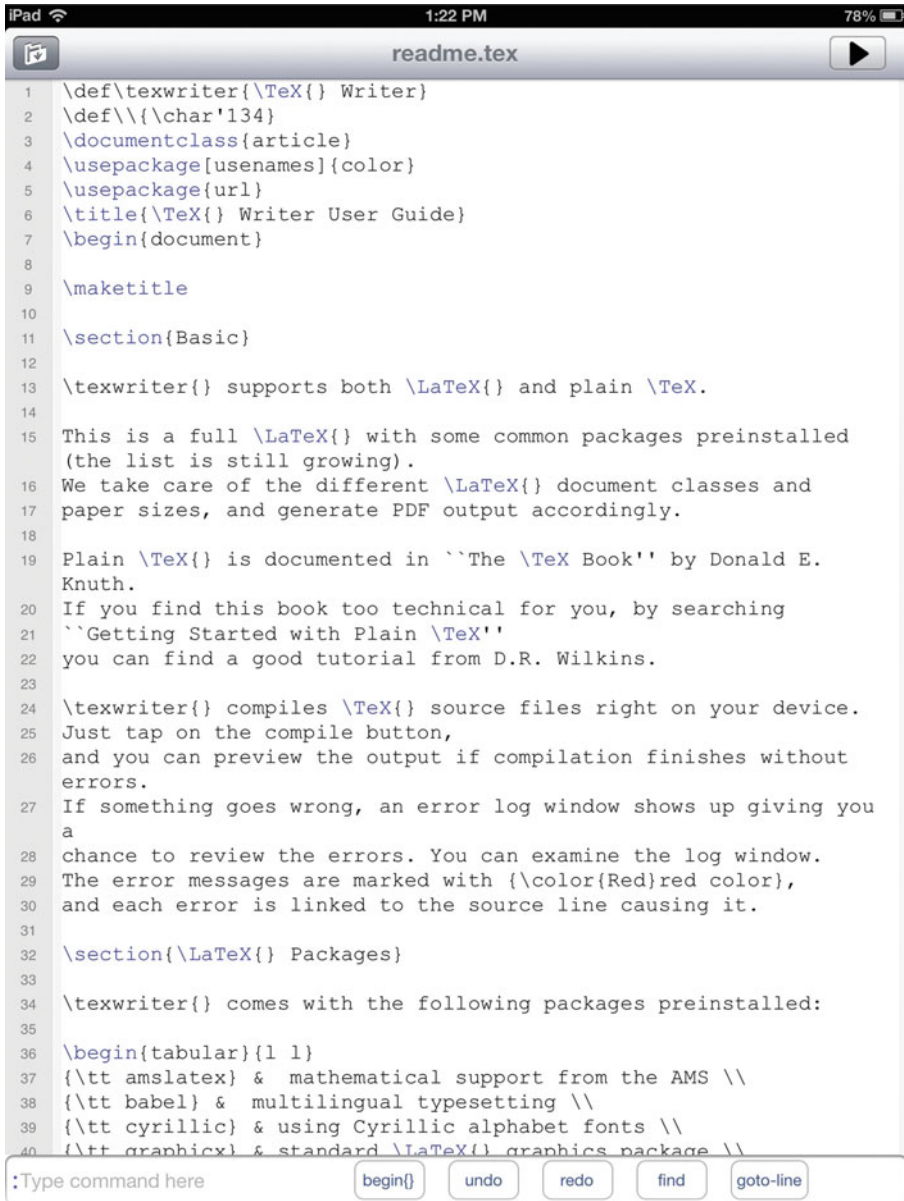 iPad 1:22 PM 78%
readme.tex
1 \def\texwriter{\TeX{} Writer}
2 \def\\{\char'134}
3 \documentclass{article}
4 \usepackage[usenames]{color}
5 \usepackage{url}
6 \title{\TeX{} Writer User Guide}
7 \begin{document}
8
9 \maketitle
10
11 \section{Basic}
12
13 \texwriter{} supports both \LaTeX{} and plain \TeX.
14
15 This is a full \LaTeX{} with some common packages preinstalled
(the list is still growing).
16 We take care of the different \LaTeX{} document classes and
17 paper sizes, and generate PDF output accordingly.
18
19 Plain \TeX{} is documented in ``The \TeX Book'' by Donald E.
Knuth.
20 If you find this book too technical for you, by searching
21 ``Getting Started with Plain \TeX''
22 you can find a good tutorial from D.R. Wilkins.
23
24 \texwriter{} compiles \TeX{} source files right on your device.
25 Just tap on the compile button,
26 and you can preview the output if compilation finishes without
errors.
27 If something goes wrong, an error log window shows up giving you
a
28 chance to review the errors. You can examine the log window.
29 The error messages are marked with {\color{Red}red color},
30 and each error is linked to the source line causing it.
31
32 \section{\LaTeX{} Packages}
33
34 \texwriter{} comes with the following packages preinstalled:
35
36 \begin{tabular}{l l}
37 {\tt amslatex} &  mathematical support from the AMS \\
38 {\tt babel} &  multilingual typesetting \\
39 {\tt cyrillic} & using Cyrillic alphabet fonts \\
40 {\tt graphicx} & standard \LaTeX{} graphics package \\
:Type command here begin{} undo redo find goto-line